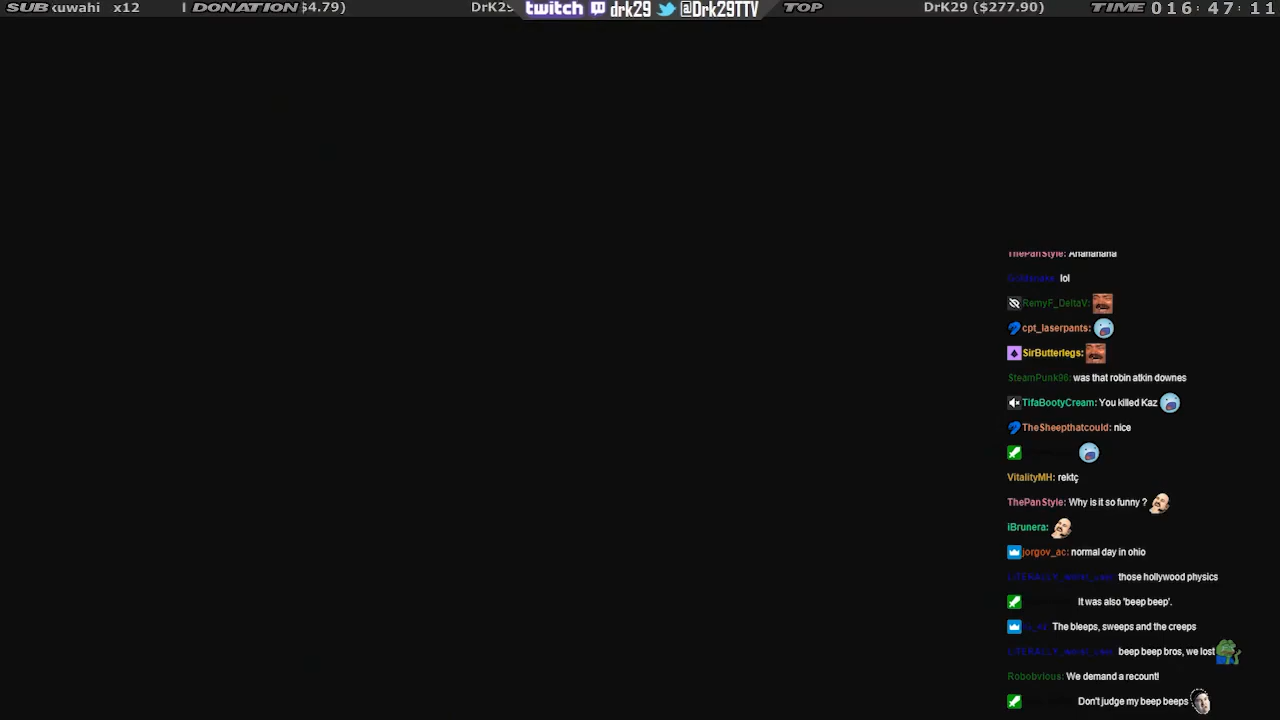 SUB kuwahi x12 DONATION $4.79) DrK29 twitch drk29 @Drk29TTV TOP DrK29 ($277.90) TIME 016:47:11
ThePanStyle: Ahahahaha
lol
RemyF_DeltaV:
cpt_laserpants:
SirButterlegs:
SteamPunk96: was that robin atkin downes
TifaBootyCream: You killed Kaz
TheSheepthatcould: nice
VitalityMH: rektç
ThePanStyle: Why is it so funny ?
iBrunera:
jorgov_ac: normal day in ohio
those hollywood physics
It was also 'beep beep'.
The bleeps, sweeps and the creeps
beep beep bros, we lost
Robobvious: We demand a recount!
Don't judge my beep beeps